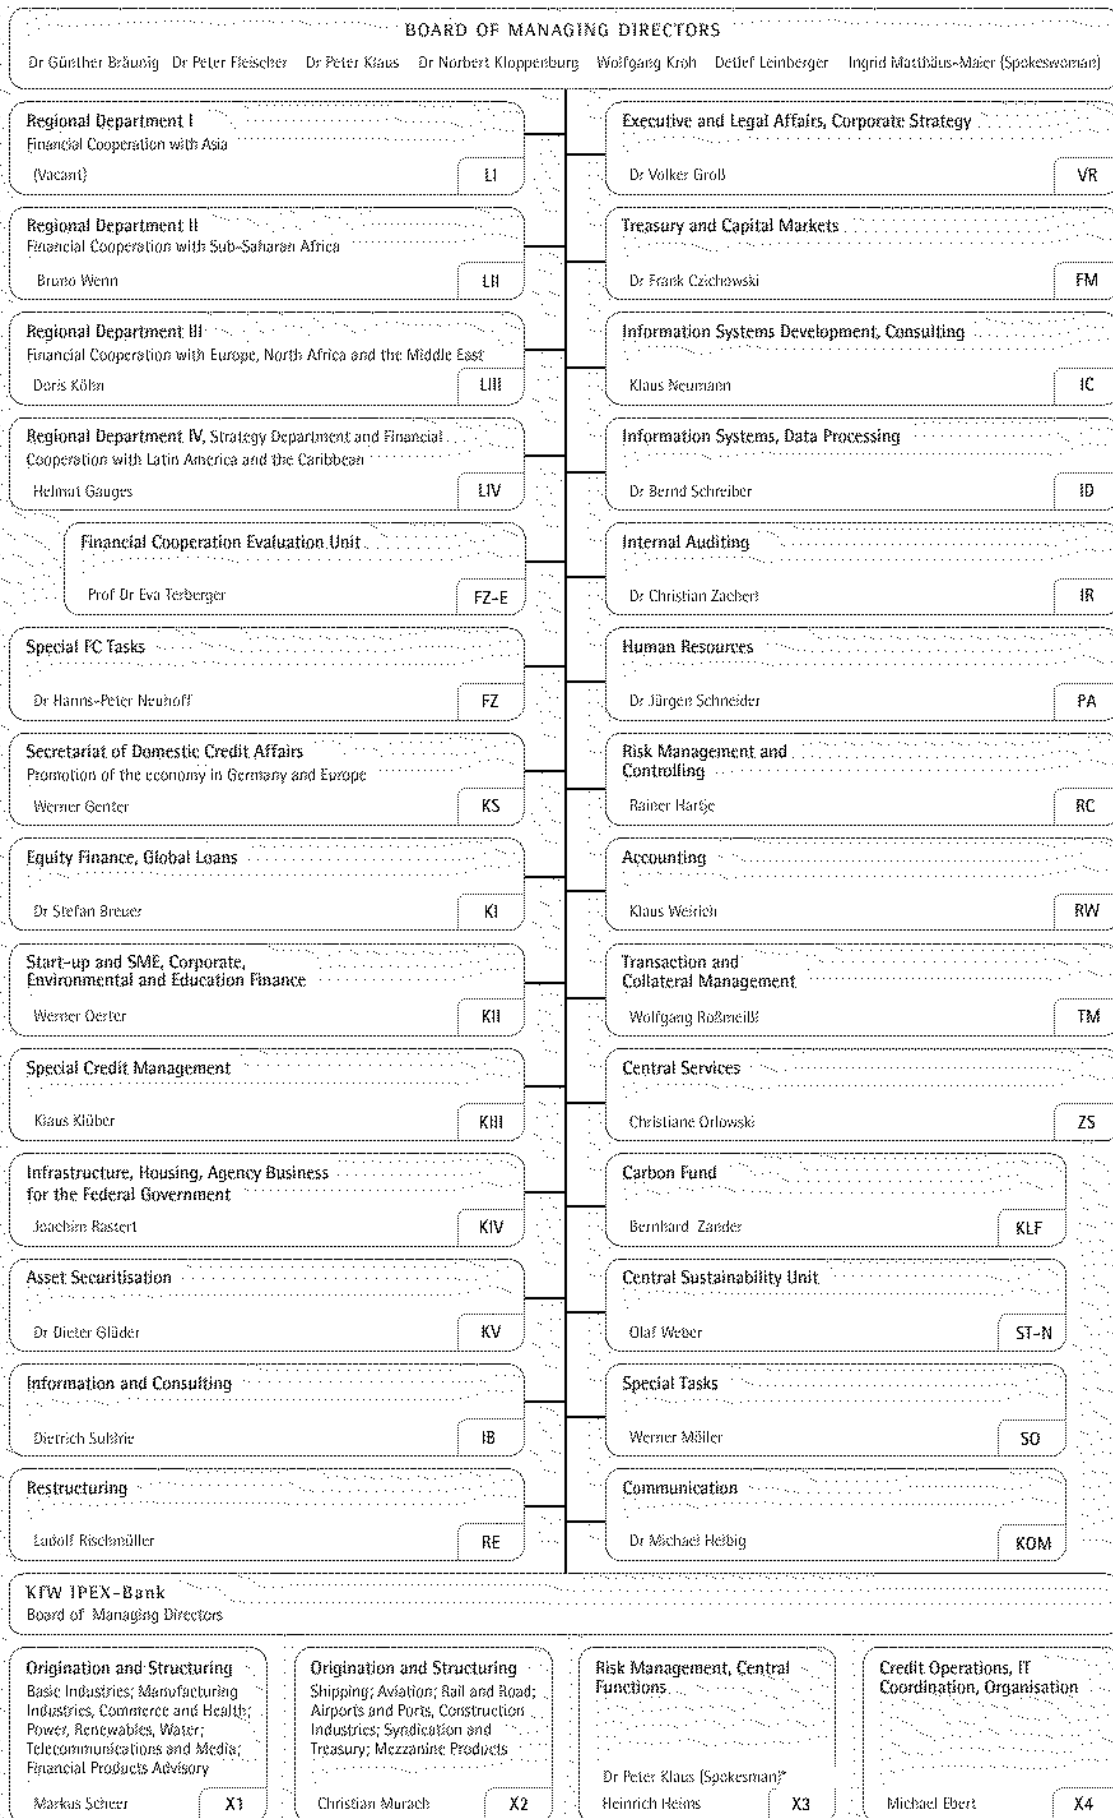 BOARD OF MANAGING DIRECTORS
Dr Günther Bräunig Dr Peter Fleischer Dr Peter Klaus Dr Norbert Kloppenburg Wolfgang Kroh Detlef Leinberger Ingrid Matthäus-Maier (Spokeswoman)
Regional Department I
Financial Cooperation with Asia
(Vacant)
LI
Regional Department II
Financial Cooperation with Sub-Saharan Africa
Bruno Wenn
LII
Regional Department III
Financial Cooperation with Europe, North Africa and the Middle East
Doris Köhn
LIII
Regional Department IV, Strategy Department and Financial
Cooperation with Latin America and the Caribbean
Helmut Gauges
LIV
Financial Cooperation Evaluation Unit
Prof Dr Eva Terberger
FZ-E
Special FC Tasks
Dr Hanns-Peter Neuhoff
FZ
Secretariat of Domestic Credit Affairs
Promotion of the economy in Germany and Europe
Werner Genter
KS
Equity Finance, Global Loans
Dr Stefan Breuer
KI
Start-up and SME, Corporate,
Environmental and Education Finance
Werner Oerter
KII
Special Credit Management
Klaus Klüber
KIII
Infrastructure, Housing, Agency Business
for the Federal Government
Joachim Rastert
KIV
Asset Securitisation
Dr Dieter Glüder
KV
Information and Consulting
Dietrich Suhlrie
IB
Restructuring
Ludolf Rischmüller
RE
Executive and Legal Affairs, Corporate Strategy
Dr Volker Groß
VR
Treasury and Capital Markets
Dr Frank Czichowski
FM
Information Systems Development, Consulting
Klaus Neumann
IC
Information Systems, Data Processing
Dr Bernd Schreiber
ID
Internal Auditing
Dr Christian Zachert
IR
Human Resources
Dr Jürgen Schneider
PA
Risk Management and
Controlling
Rainer Hartje
RC
Accounting
Klaus Weirich
RW
Transaction and
Collateral Management
Wolfgang Roßmeißl
TM
Central Services
Christiane Orlowski
ZS
Carbon Fund
Bernhard Zander
KLF
Central Sustainability Unit
Olaf Weber
ST-N
Special Tasks
Werner Möller
SO
Communication
Dr Michael Helbig
KOM
KfW IPEX-Bank
Board of Managing Directors
Origination and Structuring
Basic Industries; Manufacturing
Industries, Commerce and Health;
Power, Renewables, Water;
Telecommunications and Media;
Financial Products Advisory
Markus Scheer
X1
Origination and Structuring
Shipping; Aviation; Rail and Road;
Airports and Ports, Construction
Industries; Syndication and
Treasury; Mezzanine Products
Christian Murach
X2
Risk Management, Central
Functions
Dr Peter Klaus (Spokesman)*
Heinrich Heims
X3
Credit Operations, IT
Coordination, Organisation
Michael Ebert
X4